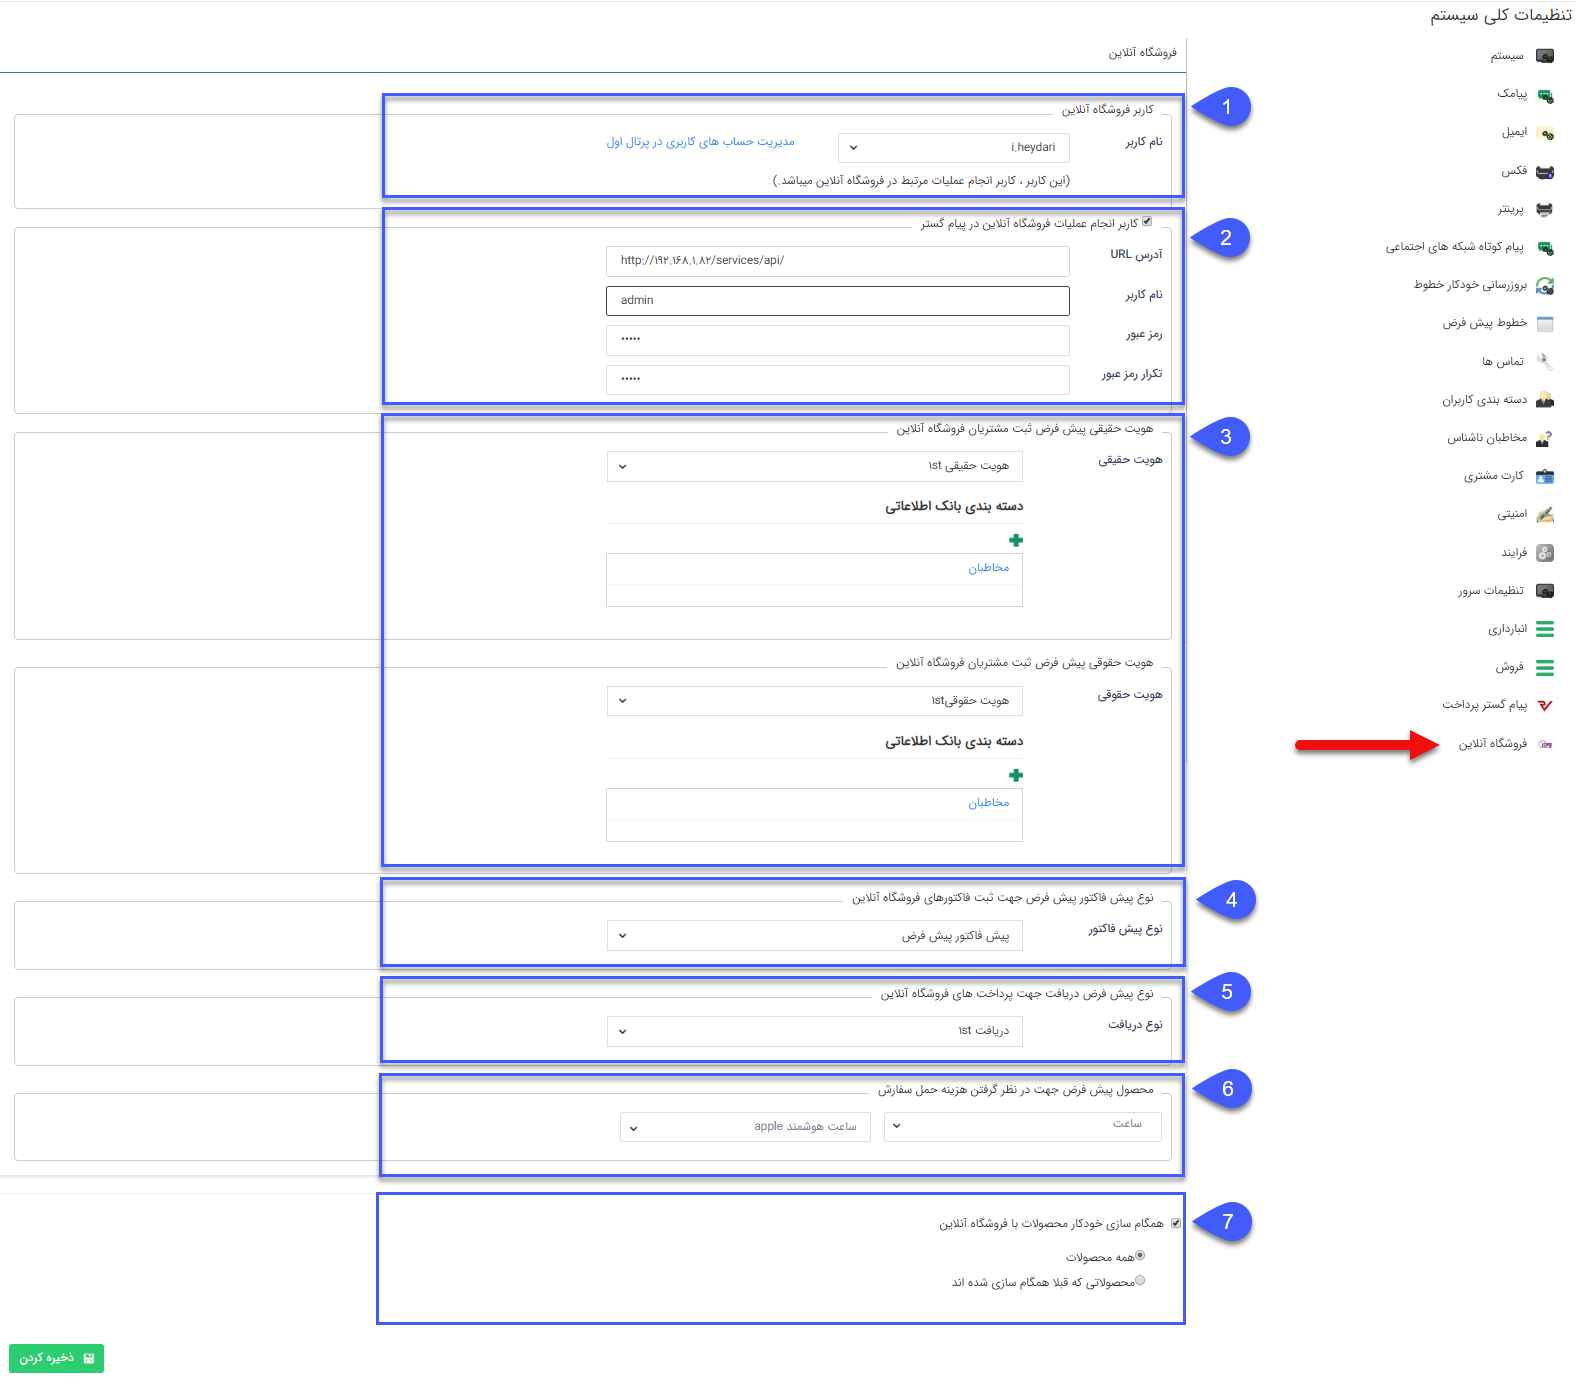 تنظیمات کلی سیستم
سیستم
پیامک
ایمیل
فکس
پرینتر
پیام کوتاه شبکه های اجتماعی
بروزرسانی خودکار خطوط
خطوط پیش فرض
تماس ها
دسته بندی کاربران
مخاطبان ناشناس
کارت مشتری
امنیتی
فرایند
تنظیمات سرور
انبارداری
فروش
پیام گستر پرداخت
فروشگاه آنلاین
فروشگاه آنلاین
1
کاربر فروشگاه آنلاین
نام کاربر i.heydari مدیریت حساب های کاربری در پرتال اول
(این کاربر ، کاربر انجام عملیات مرتبط در فروشگاه آنلاین میباشد.)
2
کاربر انجام عملیات فروشگاه آنلاین در پیام گستر
آدرس URL http://۱۹۲.۱۶۸.۱.۸۲/services/api/
نام کاربر admin
رمز عبور •••••
تکرار رمز عبور •••••
3
هویت حقیقی پیش فرض ثبت مشتریان فروشگاه آنلاین
هویت حقیقی هویت حقیقی ۱st
دسته بندی بانک اطلاعاتی
مخاطبان
هویت حقوقی پیش فرض ثبت مشتریان فروشگاه آنلاین
هویت حقوقی هویت حقوقی۱st
دسته بندی بانک اطلاعاتی
مخاطبان
4
نوع پیش فاکتور پیش فرض جهت ثبت فاکتورهای فروشگاه آنلاین
نوع پیش فاکتور پیش فاکتور پیش فرض
5
نوع پیش فرض دریافت جهت پرداخت های فروشگاه آنلاین
نوع دریافت دریافت ۱st
6
محصول پیش فرض جهت در نظر گرفتن هزینه حمل سفارش
ساعت ساعت هوشمند apple
7
همگام سازی خودکار محصولات با فروشگاه آنلاین
همه محصولات
محصولاتی که قبلا همگام سازی شده اند
ذخیره کردن